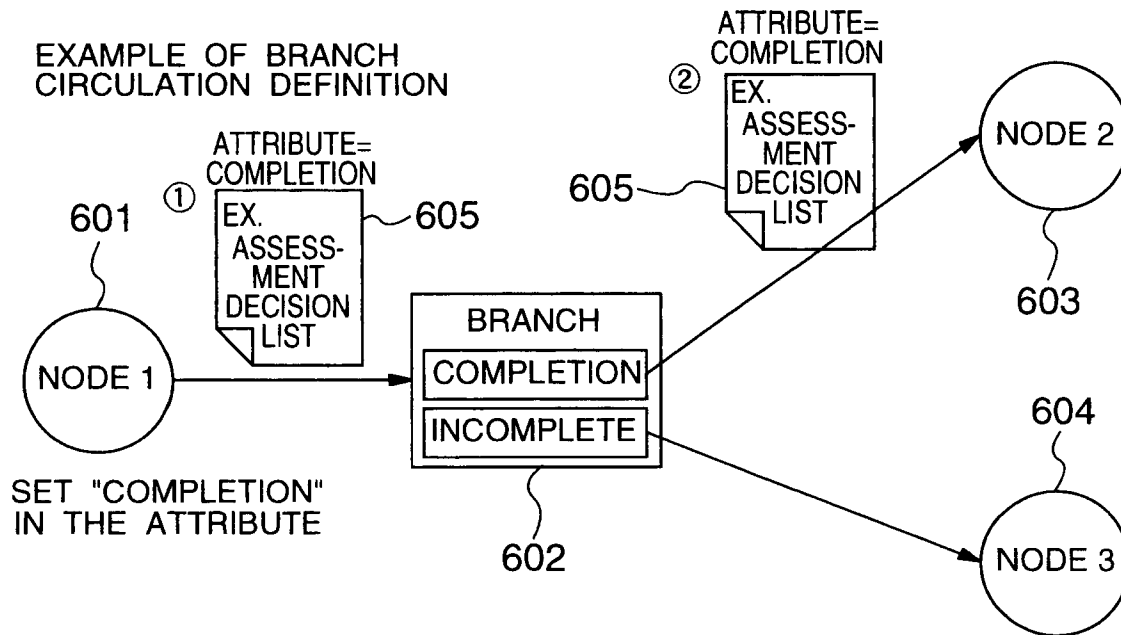 EXAMPLE OF BRANCH
CIRCULATION DEFINITION
ATTRIBUTE=
COMPLETION
①
EX.
ASSESS-
MENT
DECISION
LIST
605
601
NODE 1
SET "COMPLETION"
IN THE ATTRIBUTE
BRANCH
COMPLETION
INCOMPLETE
602
ATTRIBUTE=
COMPLETION
②
EX.
ASSESS-
MENT
DECISION
LIST
605
NODE 2
603
604
NODE 3